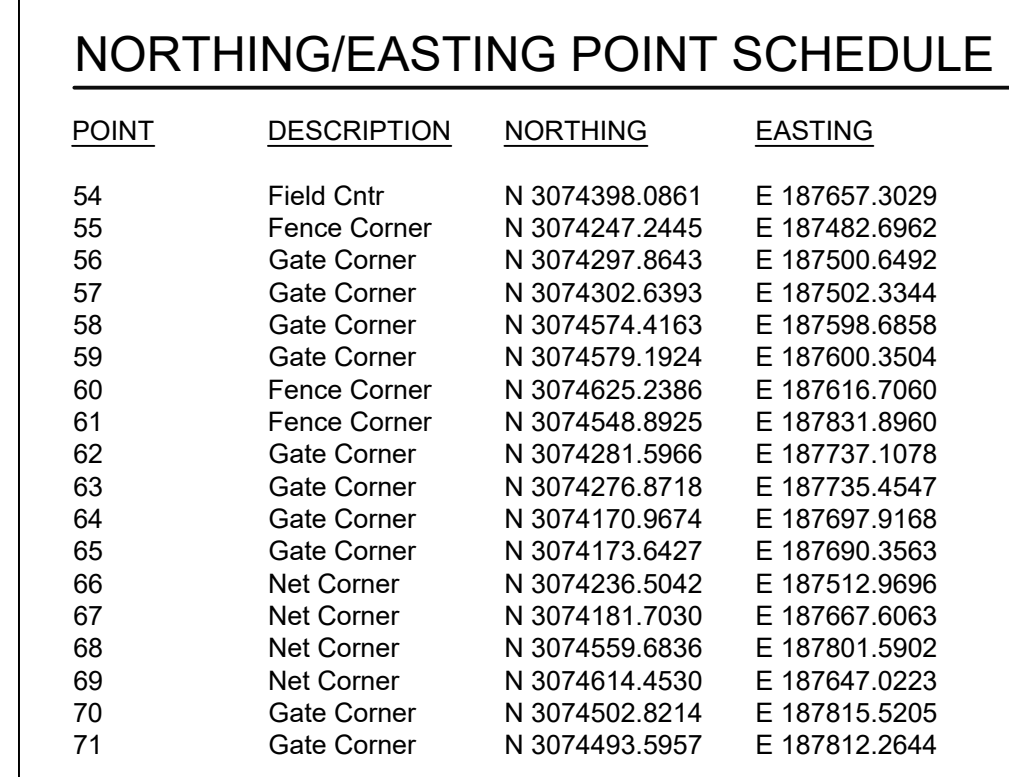 NORTHING/EASTING POINT SCHEDULE
POINT DESCRIPTION NORTHING EASTING
54 Field Cntr N 3074398.0861 E 187657.3029
55 Fence Corner N 3074247.2445 E 187482.6962
56 Gate Corner N 3074297.8643 E 187500.6492
57 Gate Corner N 3074302.6393 E 187502.3344
58 Gate Corner N 3074574.4163 E 187598.6858
59 Gate Corner N 3074579.1924 E 187600.3504
60 Fence Corner N 3074625.2386 E 187616.7060
61 Fence Corner N 3074548.8925 E 187831.8960
62 Gate Corner N 3074281.5966 E 187737.1078
63 Gate Corner N 3074276.8718 E 187735.4547
64 Gate Corner N 3074170.9674 E 187697.9168
65 Gate Corner N 3074173.6427 E 187690.3563
66 Net Corner N 3074236.5042 E 187512.9696
67 Net Corner N 3074181.7030 E 187667.6063
68 Net Corner N 3074559.6836 E 187801.5902
69 Net Corner N 3074614.4530 E 187647.0223
70 Gate Corner N 3074502.8214 E 187815.5205
71 Gate Corner N 3074493.5957 E 187812.2644